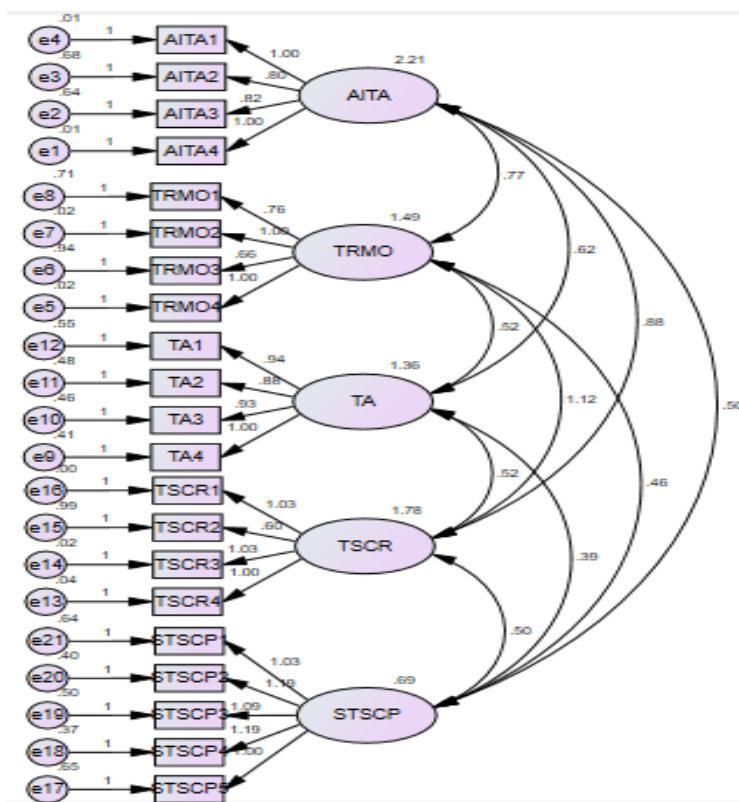 .01
e4 1 AITA1
.68
e3 1 AITA2
.64
e2 1 AITA3
.01
e1 1 AITA4
1.00
.80
.82
1.00
2.21
AITA
.71
e8 1 TRMO1
.02
e7 1 TRMO2
.94
e6 1 TRMO3
.02
e5 1 TRMO4
.76
1.00
.66
1.00
1.49
TRMO
.55
e12 1 TA1
.48
e11 1 TA2
.46
e10 1 TA3
.41
e9 1 TA4
.94
.88
.93
1.00
1.36
TA
.00
e16 1 TSCR1
.99
e15 1 TSCR2
.02
e14 1 TSCR3
.04
e13 1 TSCR4
1.03
.60
1.03
1.00
1.78
TSCR
.64
e21 1 STSCP1
.40
e20 1 STSCP2
.50
e19 1 STSCP3
.37
e18 1 STSCP4
.65
e17 1 STSCP5
1.03
1.19
1.09
1.19
1.00
.69
STSCP
.77
.62
.88
.50
.52
1.12
.46
.52
.39
.50